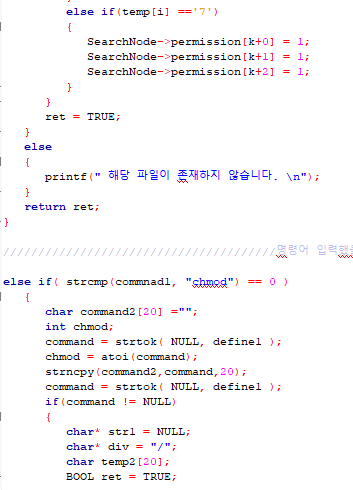 else if(temp[i] =='7')
{
SearchNode->permission[k+0] = 1;
SearchNode->permission[k+1] = 1;
SearchNode->permission[k+2] = 1;
}
}
ret = TRUE;
}
else
{
printf(" 해당 파일이 존재하지 않습니다. \n");
}
return ret;
}
///////////////////////////////////////명령어 입력했을
else if( strcmp(commnad1, "chmod") == 0 )
{
char command2[20] ="";
int chmod;
command = strtok( NULL, define1 );
chmod = atoi(command);
strncpy(command2,command,20);
command = strtok( NULL, define1 );
if(command != NULL)
{
char* str1 = NULL;
char* div = "/";
char temp2[20];
BOOL ret = TRUE;